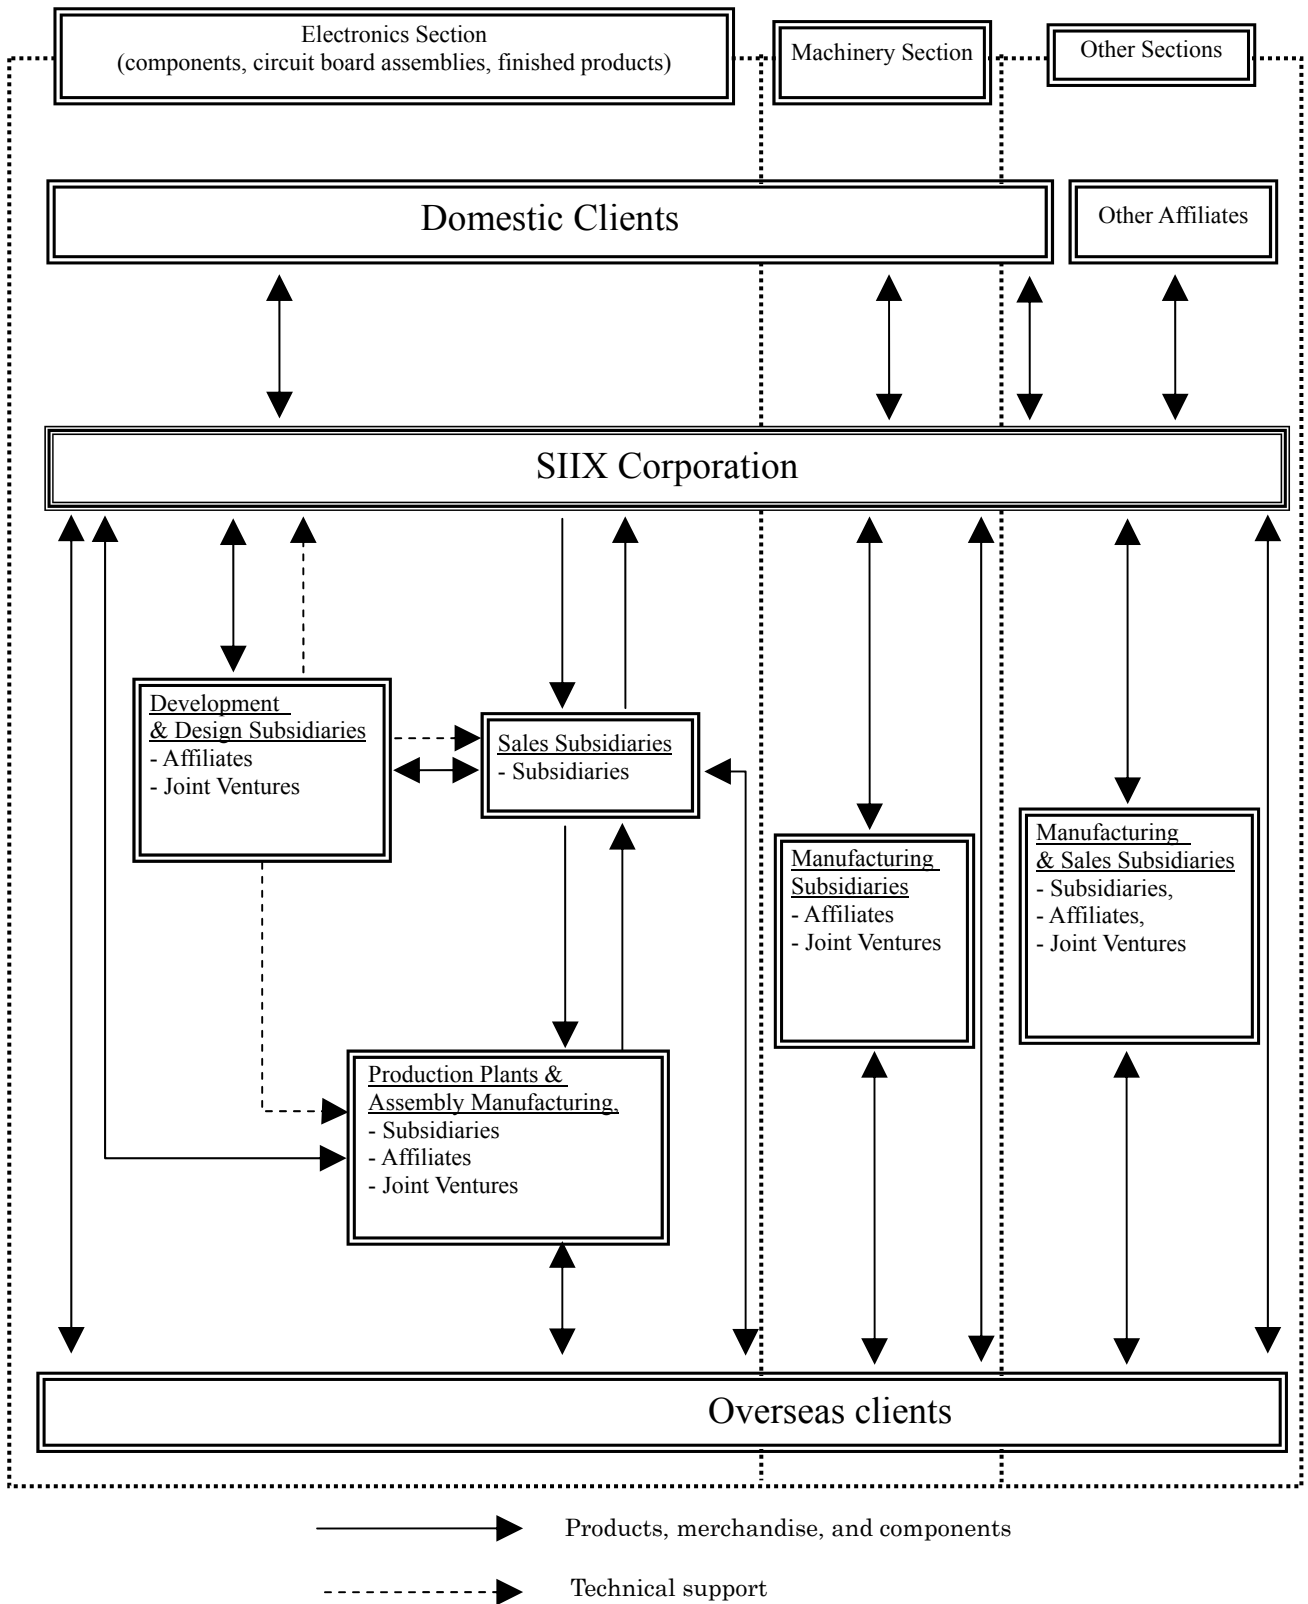 Electronics Section
(components, circuit board assemblies, finished products)
Machinery Section
Other Sections
Domestic Clients
Other Affiliates
SIIX Corporation
Development
& Design Subsidiaries
- Affiliates
- Joint Ventures
Sales Subsidiaries
- Subsidiaries
Manufacturing
Subsidiaries
- Affiliates
- Joint Ventures
Manufacturing
& Sales Subsidiaries
- Subsidiaries,
- Affiliates,
- Joint Ventures
Production Plants &
Assembly Manufacturing,
- Subsidiaries
- Affiliates
- Joint Ventures
Overseas clients
Products, merchandise, and components
Technical support